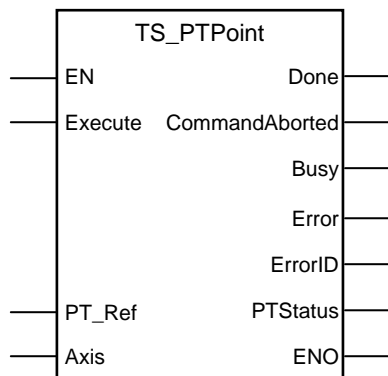 TS_PTPoint
EN Done
Execute CommandAborted
Busy
Error
ErrorID
PT_Ref PTStatus
Axis ENO